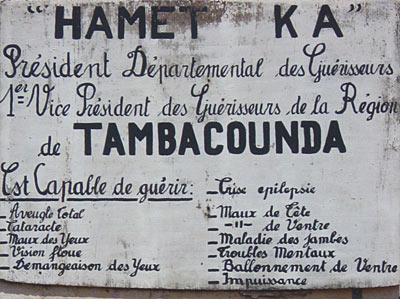 "HAMET KA"
Président Départemental des Guérisseurs
1er Vice Président des Guérisseurs de la Région
de TAMBACOUNDA
Est Capable de guérir:
_ Aveugle total
_ Cataracte
_ Maux des Yeux
_ Vision floue
_ Demangeaison des Yeux
_ Crise epilepsie
_ Maux de Tête
_ -"- de Ventre
_ Maladie des jambes
_ Troubles Mentaux
_ Ballonnement de Ventre
_ Impuissance